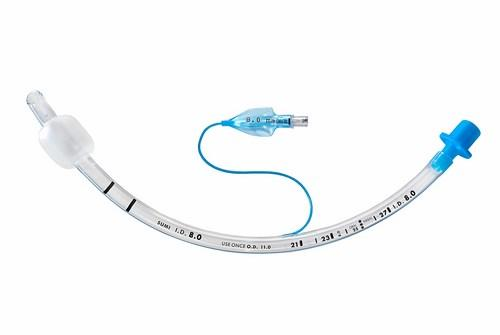 8.0
SUMI I.D. 8.0
USE ONCE O.D. 11.0
21 23
27 I.D. 8.0